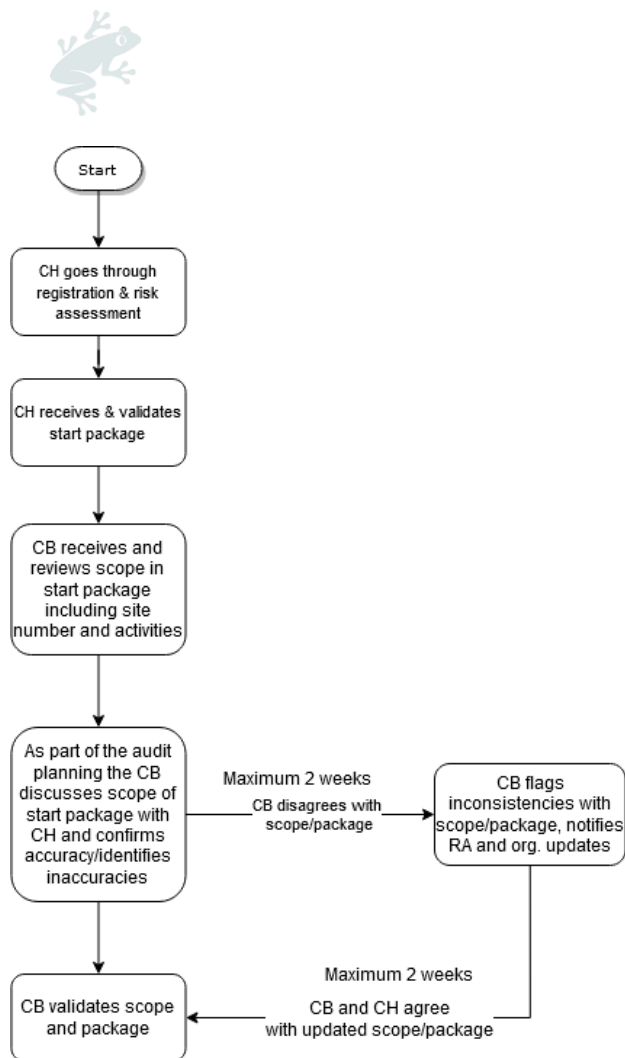 Start
CH goes through
registration & risk
assessment
CH receives & validates
start package
CB receives and
reviews scope in
start package
including site
number and activities
As part of the audit
planning the CB
discusses scope of
start package with
CH and confirms
accuracy/identifies
inaccuracies
Maximum 2 weeks
CB disagrees with
scope/package
CB flags
inconsistencies with
scope/package, notifies
RA and org. updates
Maximum 2 weeks
CB and CH agree
with updated scope/package
CB validates scope
and package